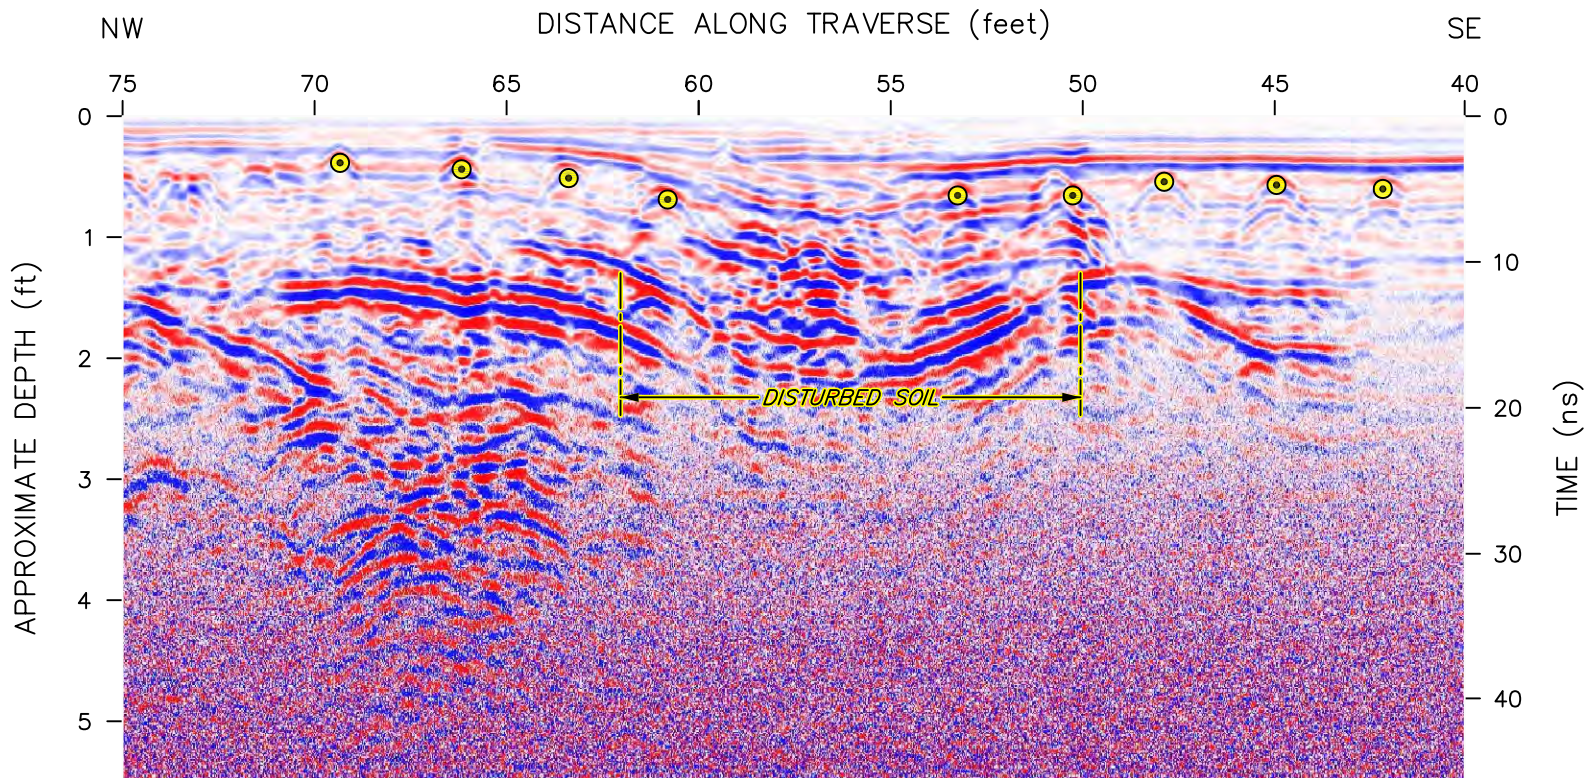 DISTANCE ALONG TRAVERSE (feet)
NW
SE
75 70 65 60 55 50 45 40
APPROXIMATE DEPTH (ft)
0
1
2
3
4
5
DISTURBED SOIL
TIME (ns)
0
10
20
30
40